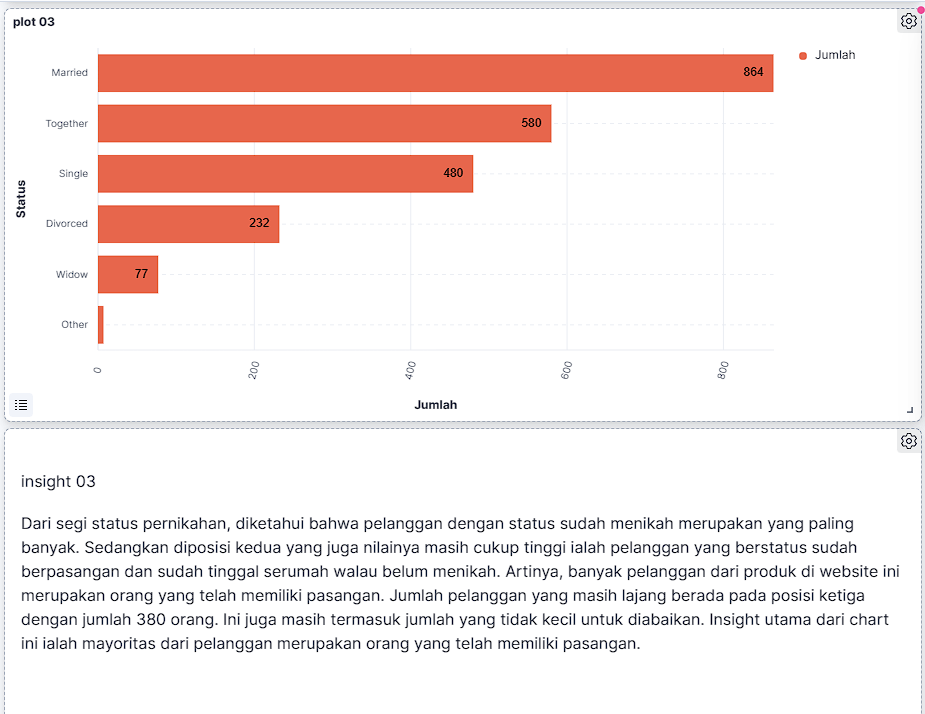 plot 03
Jumlah
Married
864
Together
580
Single
480
Divorced
232
Widow
77
Other
Status
0
200
400
600
800
Jumlah
insight 03
Dari segi status pernikahan, diketahui bahwa pelanggan dengan status sudah menikah merupakan yang paling
banyak. Sedangkan diposisi kedua yang juga nilainya masih cukup tinggi ialah pelanggan yang berstatus sudah
berpasangan dan sudah tinggal serumah walau belum menikah. Artinya, banyak pelanggan dari produk di website ini
merupakan orang yang telah memiliki pasangan. Jumlah pelanggan yang masih lajang berada pada posisi ketiga
dengan jumlah 380 orang. Ini juga masih termasuk jumlah yang tidak kecil untuk diabaikan. Insight utama dari chart
ini ialah mayoritas dari pelanggan merupakan orang yang telah memiliki pasangan.